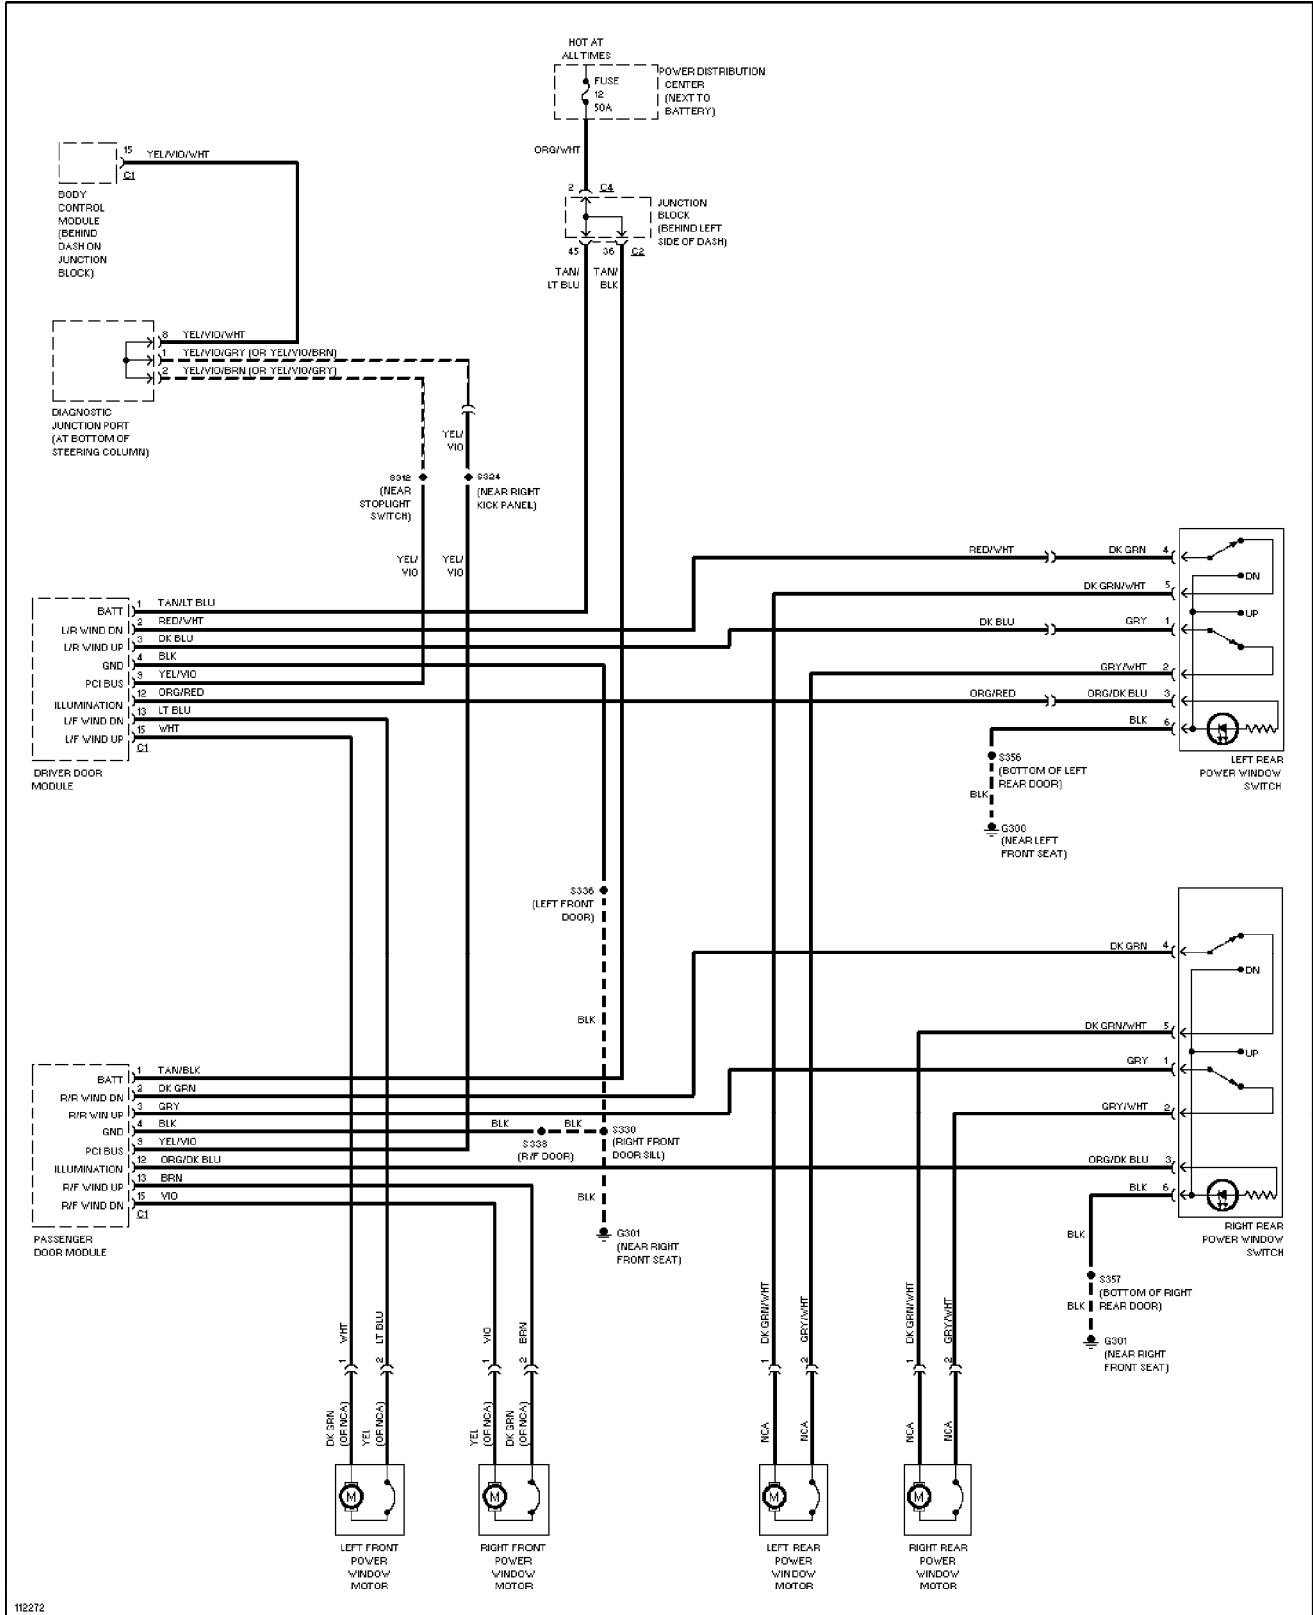 HOT AT
ALL TIMES
FUSE
12
50A
POWER DISTRIBUTION
CENTER
(NEXT TO
BATTERY)
ORG/WHT
2 C4
JUNCTION
BLOCK
(BEHIND LEFT
SIDE OF DASH)
45 36 C2
TAN/
LT BLU
TAN/
BLK
15 YEL/VIO/WHT
C1
BODY
CONTROL
MODULE
(BEHIND
DASH ON
JUNCTION
BLOCK)
8 YEL/VIO/WHT
1 YEL/VIO/GRY (OR YEL/VIO/BRN)
2 YEL/VIO/BRN (OR YEL/VIO/GRY)
DIAGNOSTIC
JUNCTION PORT
(AT BOTTOM OF
STEERING COLUMN)
YEL/
VIO
S312
(NEAR
STOPLIGHT
SWITCH)
S324
(NEAR RIGHT
KICK PANEL)
YEL/
VIO
YEL/
VIO
BATT 1 TAN/LT BLU
L/R WIND DN 2 RED/WHT
L/R WIND UP 3 DK BLU
GND 4 BLK
PCI BUS 9 YEL/VIO
ILLUMINATION 12 ORG/RED
L/F WIND DN 13 LT BLU
L/F WIND UP 15 WHT
C1
DRIVER DOOR
MODULE
RED/WHT DK GRN 4
DK GRN/WHT 5
DN
UP
DK BLU GRY 1
GRY/WHT 2
ORG/RED ORG/DK BLU 3
BLK 6
LEFT REAR
POWER WINDOW
SWITCH
S356
(BOTTOM OF LEFT
REAR DOOR)
BLK
G300
(NEAR LEFT
FRONT SEAT)
S336
(LEFT FRONT
DOOR)
BLK
DK GRN 4
DN
DK GRN/WHT 5
UP
GRY 1
GRY/WHT 2
ORG/DK BLU 3
BLK 6
RIGHT REAR
POWER WINDOW
SWITCH
BATT 1 TAN/BLK
R/R WIND DN 2 DK GRN
R/R WIN UP 3 GRY
GND 4 BLK
PCI BUS 9 YEL/VIO
ILLUMINATION 12 ORG/DK BLU
R/F WIND UP 13 BRN
R/F WIND DN 15 VIO
C1
PASSENGER
DOOR MODULE
BLK BLK
S338
(R/F DOOR)
S330
(RIGHT FRONT
DOOR SILL)
BLK
G301
(NEAR RIGHT
FRONT SEAT)
BLK
S357
(BOTTOM OF RIGHT
REAR DOOR)
BLK
G301
(NEAR RIGHT
FRONT SEAT)
WHT
LT BLU
VIO
BRN
DK GRN/WHT
GRY/WHT
DK GRN/WHT
GRY/WHT
1 2 1 2 1 2 1 2
DK GRN
(OR NCA)
YEL
(OR NCA)
YEL
(OR NCA)
DK GRN
(OR NCA)
NCA
NCA
NCA
NCA
M
M
M
M
LEFT FRONT
POWER
WINDOW
MOTOR
RIGHT FRONT
POWER
WINDOW
MOTOR
LEFT REAR
POWER
WINDOW
MOTOR
RIGHT REAR
POWER
WINDOW
MOTOR
112272